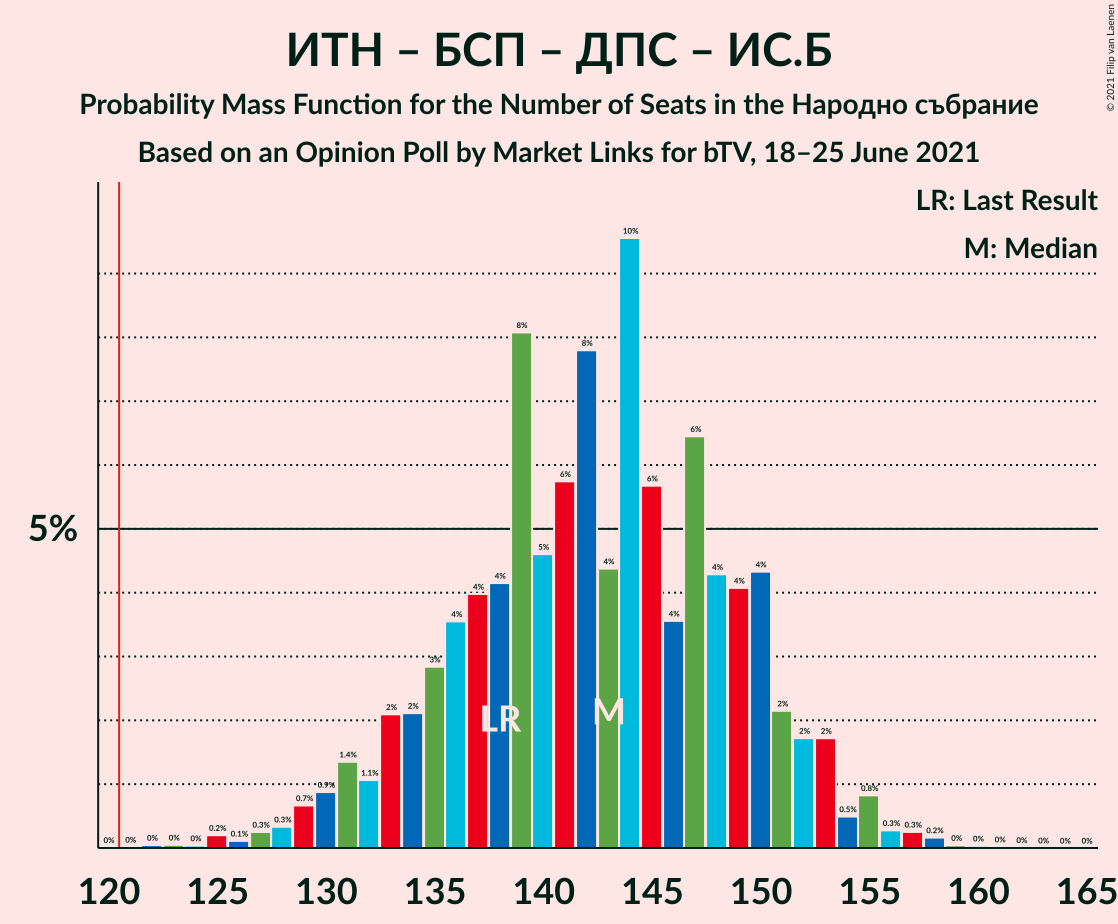 ИТН – БСП – ДПС – ИС.Б
Probability Mass Function for the Number of Seats in the Народно събрание
Based on an Opinion Poll by Market Links for bTV, 18–25 June 2021
© 2021 Filip van Laenen
LR: Last Result
M: Median
5%
0% 0% 0% 0% 0% 0.2% 0.1% 0.3% 0.3% 0.7% 0.9% 1.4% 1.1% 2% 2% 3% 4% 4% 4% 8% 5% 6% 8% 4% 10% 6% 4% 6% 4% 4% 4% 2% 2% 2% 0.5% 0.8% 0.3% 0.3% 0.2% 0% 0% 0% 0% 0% 0% 0%
LR M
120 125 130 135 140 145 150 155 160 165